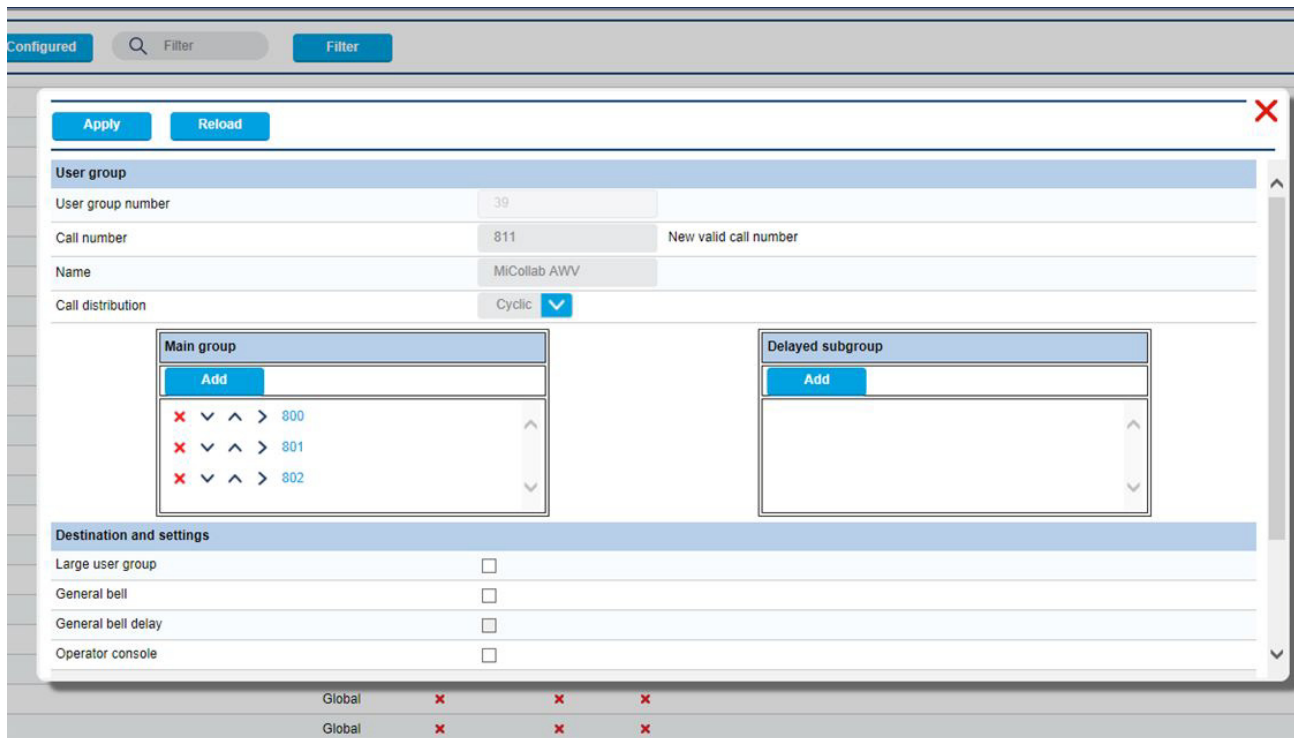 Configured Filter Filter
Apply Reload
User group
User group number 39
Call number 811 New valid call number
Name MiCollab AWV
Call distribution Cyclic
Main group Delayed subgroup
Add Add
800
801
802
Destination and settings
Large user group
General bell
General bell delay
Operator console
Global
Global